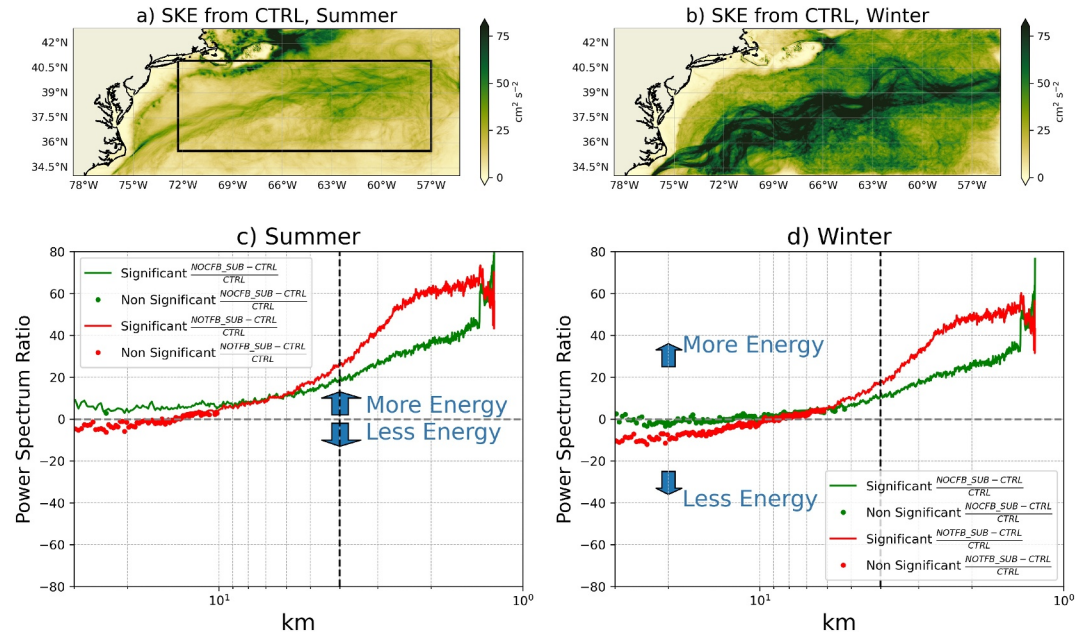 a) SKE from CTRL, Summer
b) SKE from CTRL, Winter
42°N
40.5°N
39°N
37.5°N
36°N
34.5°N
78°W 75°W 72°W 69°W 66°W 63°W 60°W 57°W
75
50
25
0
cm² s⁻²
42°N
40.5°N
39°N
37.5°N
36°N
34.5°N
78°W 75°W 72°W 69°W 66°W 63°W 60°W 57°W
75
50
25
0
cm² s⁻²
c) Summer
Power Spectrum Ratio
80
60
40
20
0
−20
−40
−60
−80
Significant NOCFB_SUB−CTRL
CTRL
Non Significant NOCFB_SUB−CTRL
CTRL
Significant NOTFB_SUB−CTRL
CTRL
Non Significant NOTFB_SUB−CTRL
CTRL
More Energy
Less Energy
10¹ 10⁰
km
d) Winter
Power Spectrum Ratio
80
60
40
20
0
−20
−40
−60
−80
More Energy
Less Energy
Significant NOCFB_SUB−CTRL
CTRL
Non Significant NOCFB_SUB−CTRL
CTRL
Significant NOTFB_SUB−CTRL
CTRL
Non Significant NOTFB_SUB−CTRL
CTRL
10¹ 10⁰
km